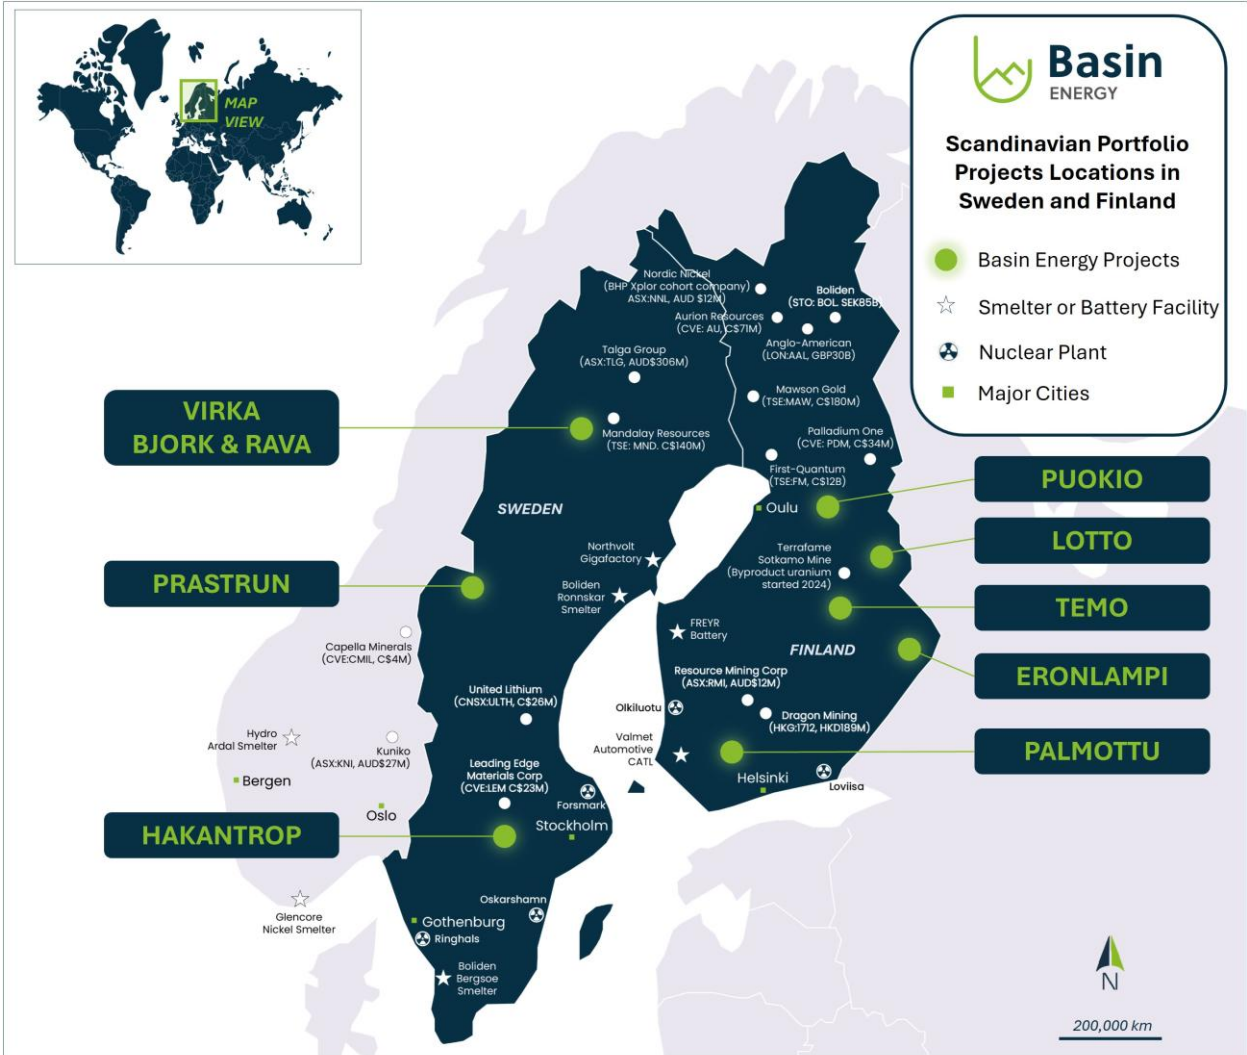 MAP
VIEW
Basin
ENERGY
Scandinavian Portfolio
Projects Locations in
Sweden and Finland
Basin Energy Projects
Smelter or Battery Facility
Nuclear Plant
Major Cities
Nordic Nickel
(BHP Xplor cohort company)
ASX:NNL, AUD $12M)
Boliden
(STO: BOL. SEK85B)
Aurion Resources
(CVE: AU, C$71M)
Anglo-American
(LON:AAL, GBP30B)
Talga Group
(ASX:TLG, AUD$306M)
Mawson Gold
(TSE:MAW, C$180M)
VIRKA
BJORK & RAVA
Mandalay Resources
(TSE: MND. C$140M)
Palladium One
(CVE: PDM, C$34M)
First-Quantum
(TSE:FM, C$12B)
PUOKIO
SWEDEN
Oulu
LOTTO
Northvolt
Gigafactory
Terrafame
Sotkamo Mine
(Byproduct uranium
started 2024)
PRASTRUN
Boliden
Ronnskar
Smelter
TEMO
FREYR
Battery
FINLAND
Capella Minerals
(CVE:CMIL, C$4M)
Resource Mining Corp
(ASX:RMI, AUD$12M)
ERONLAMPI
United Lithium
(CNSX:ULTH, C$26M)
Olkiluotu
Dragon Mining
(HKG:1712, HKD189M)
Hydro
Ardal Smelter
Kuniko
(ASX:KNI, AUD$27M)
Valmet
Automotive
CATL
PALMOTTU
Leading Edge
Materials Corp
(CVE:LEM C$23M)
Bergen
Helsinki
Loviisa
Forsmark
Oslo
Stockholm
HAKANTROP
Oskarshamn
Glencore
Nickel Smelter
Gothenburg
Ringhals
Boliden
Bergsoe
Smelter
N
200,000 km